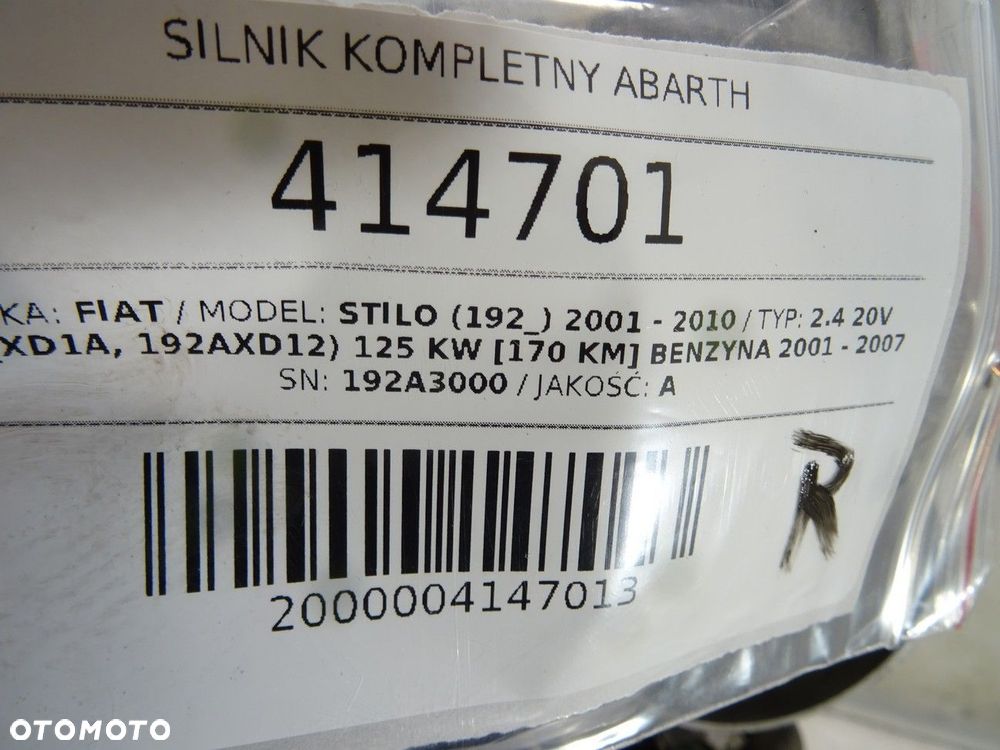 SILNIK KOMPLETNY ABARTH
414701
KA: FIAT / MODEL: STILO (192_) 2001 - 2010 / TYP: 2.4 20V
XD1A, 192AXD12) 125 KW [170 KM] BENZYNA 2001 - 2007
SN: 192A3000 / JAKOŚĆ: A
R
2000004147013
OTOMOTO